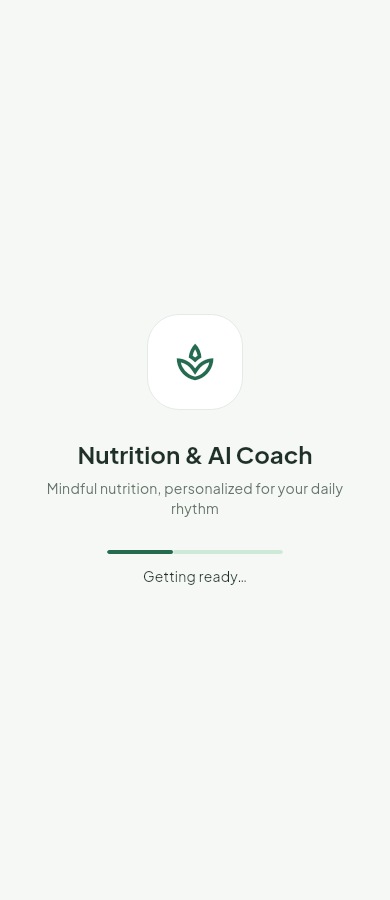 Nutrition & AI Coach
Mindful nutrition, personalized for your daily
rhythm
Getting ready…